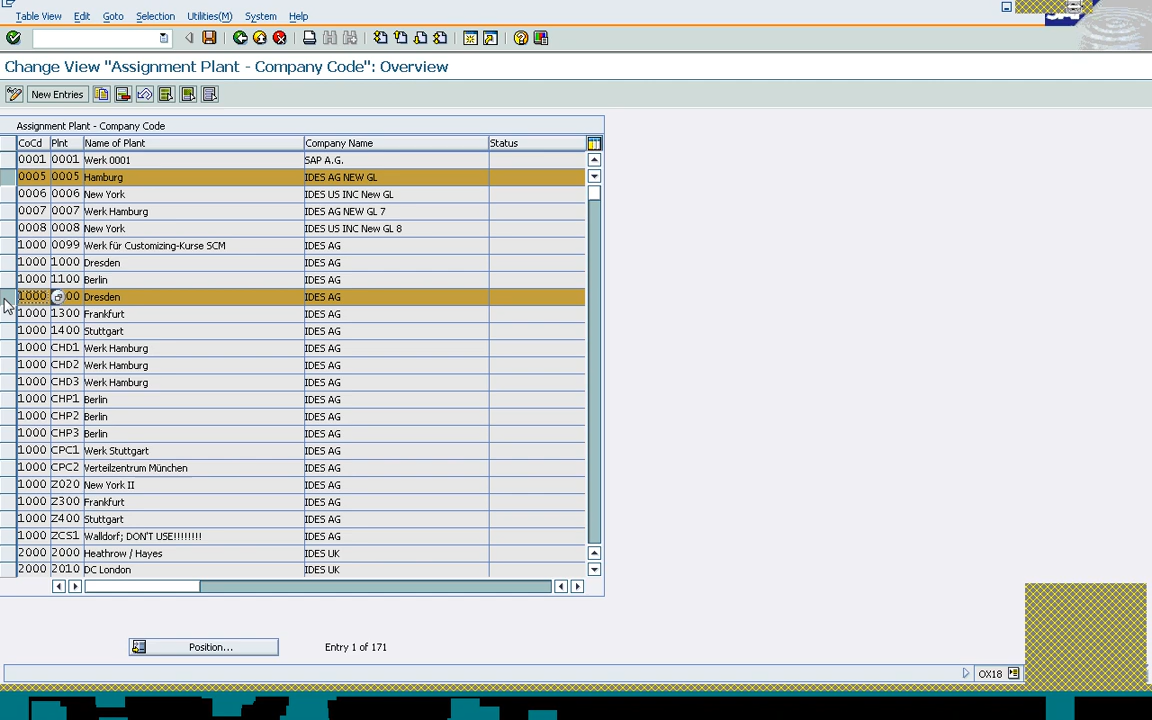 Table View Edit Goto Selection Utilities(M) System Help
Change View "Assignment Plant - Company Code": Overview
New Entries
Assignment Plant - Company Code
CoCd Plnt Name of Plant Company Name Status
0001 0001 Werk 0001 SAP A.G.
0005 0005 Hamburg IDES AG NEW GL
0006 0006 New York IDES US INC New GL
0007 0007 Werk Hamburg IDES AG NEW GL 7
0008 0008 New York IDES US INC New GL 8
1000 0099 Werk für Customizing-Kurse SCM IDES AG
1000 1000 Dresden IDES AG
1000 1100 Berlin IDES AG
1000 00 Dresden IDES AG
1000 1300 Frankfurt IDES AG
1000 1400 Stuttgart IDES AG
1000 CHD1 Werk Hamburg IDES AG
1000 CHD2 Werk Hamburg IDES AG
1000 CHD3 Werk Hamburg IDES AG
1000 CHP1 Berlin IDES AG
1000 CHP2 Berlin IDES AG
1000 CHP3 Berlin IDES AG
1000 CPC1 Werk Stuttgart IDES AG
1000 CPC2 Verteilzentrum München IDES AG
1000 Z020 New York II IDES AG
1000 Z300 Frankfurt IDES AG
1000 Z400 Stuttgart IDES AG
1000 ZCS1 Walldorf; DON'T USE!!!!!!!! IDES AG
2000 2000 Heathrow / Hayes IDES UK
2000 2010 DC London IDES UK
Position... Entry 1 of 171
OX18